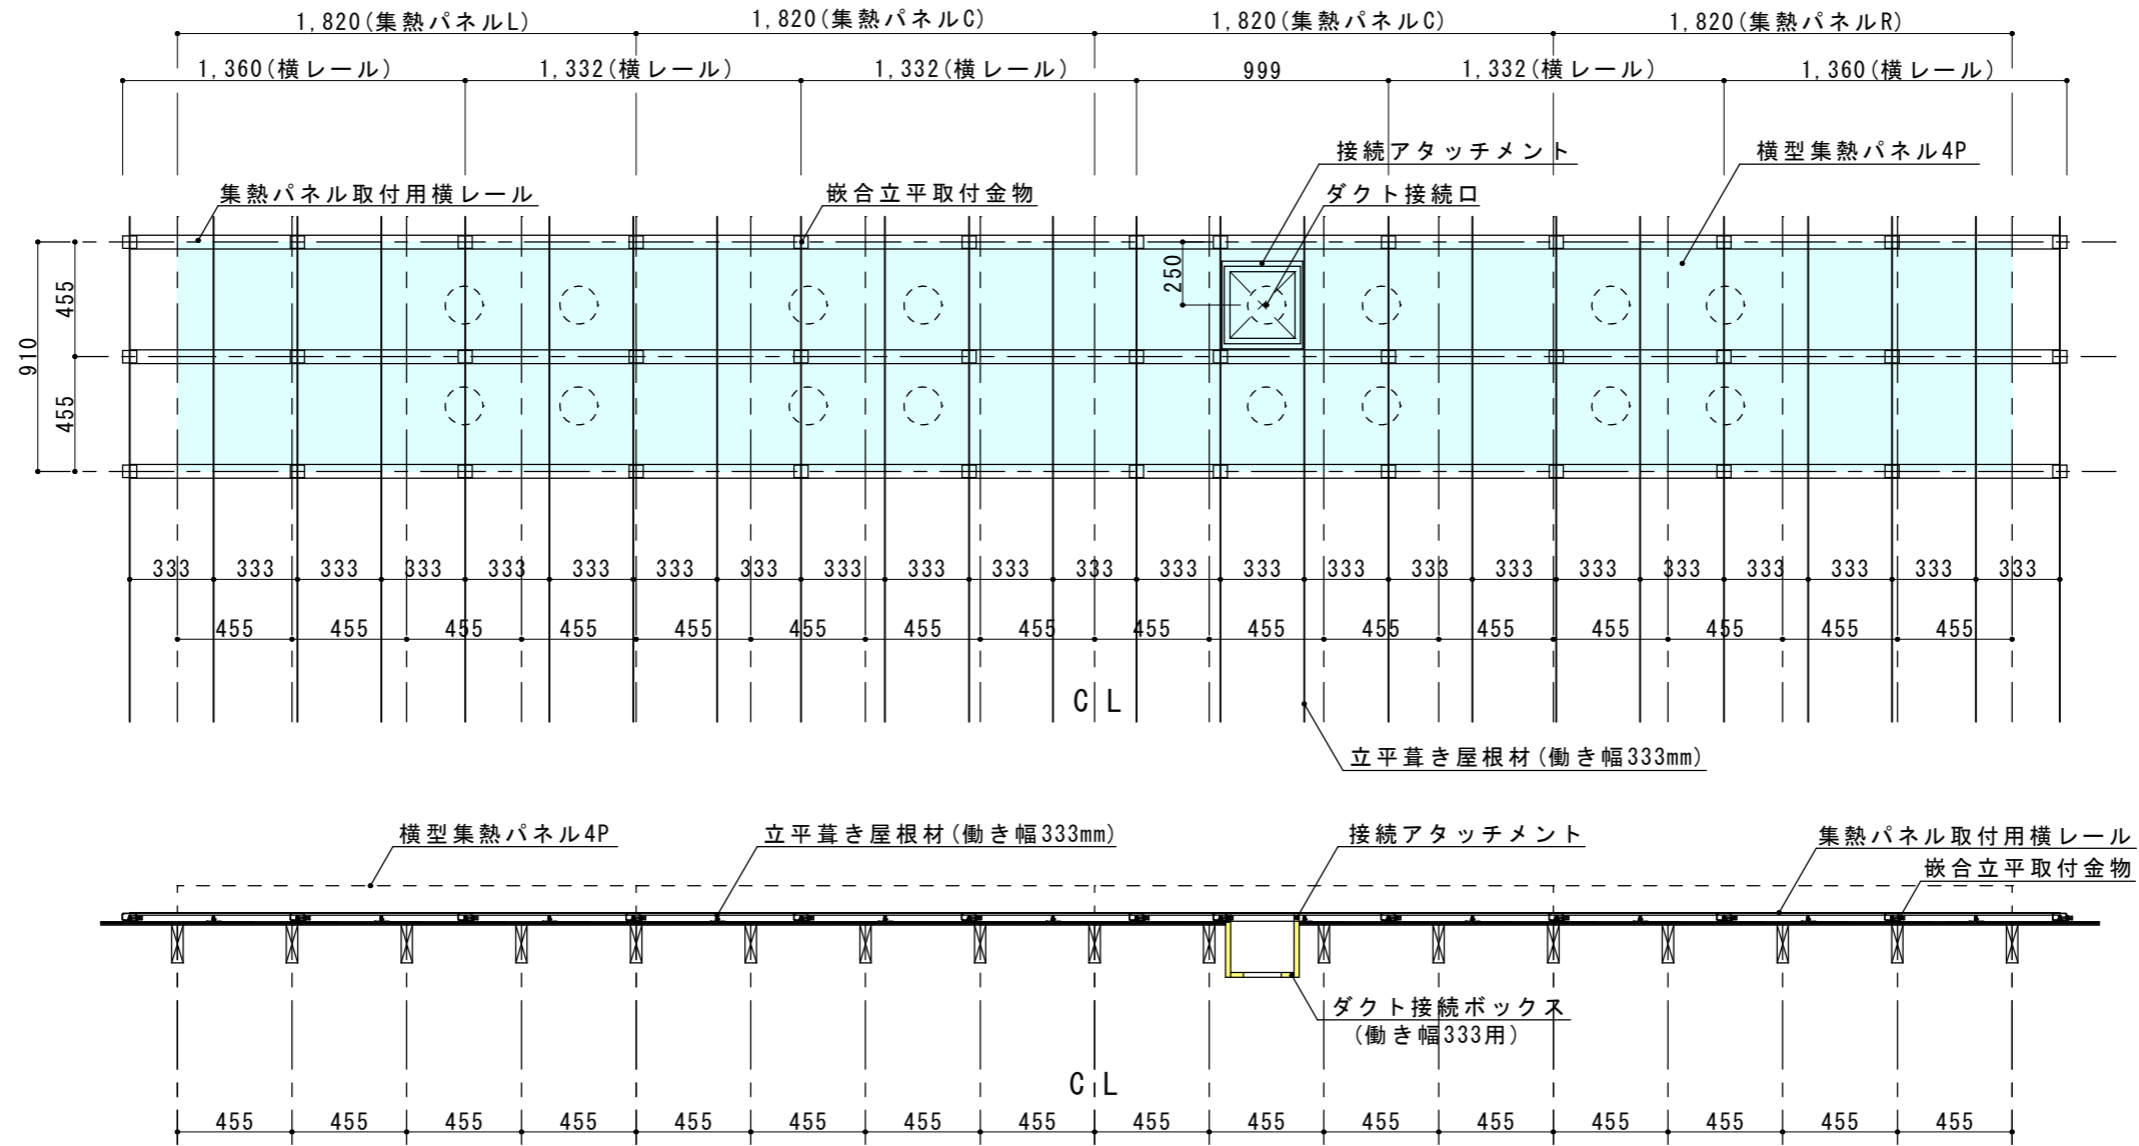 1,820(集熱パネルL) 1,820(集熱パネルC) 1,820(集熱パネルC) 1,820(集熱パネルR)
1,360(横レール) 1,332(横レール) 1,332(横レール) 999 1,332(横レール) 1,360(横レール)
接続アタッチメント 横型集熱パネル4P
集熱パネル取付用横レール 嵌合立平取付金物 ダクト接続口
250
455
910
455
333 333 333 333 333 333 333 333 333 333 333 333 333 333 333 333 333 333 333 333 333 333 333
455 455 455 455 455 455 455 455 455 455 455 455 455 455 455 455
CL
立平葺き屋根材(働き幅333mm)
横型集熱パネル4P 立平葺き屋根材(働き幅333mm) 接続アタッチメント 集熱パネル取付用横レール
嵌合立平取付金物
ダクト接続ボックス
(働き幅333用)
CL
455 455 455 455 455 455 455 455 455 455 455 455 455 455 455 455